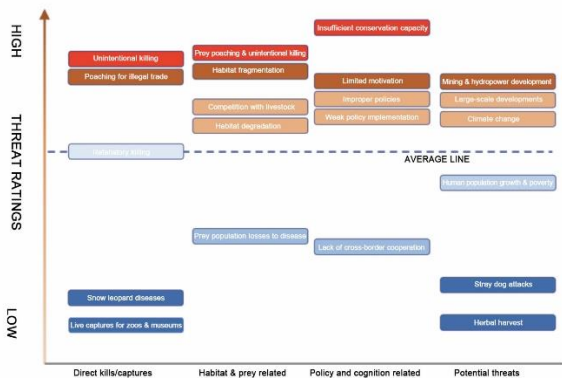 HIGH
THREAT RATINGS
LOW
Insufficient conservation capacity
Unintentional killing
Prey poaching & unintentional killing
Poaching for illegal trade
Habitat fragmentation
Limited motivation
Mining & hydropower development
Competition with livestock
Improper policies
Large-scale developments
Habitat degradation
Weak policy implementation
Climate change
Retaliatory killing
AVERAGE LINE
Human population growth & poverty
Prey population losses to disease
Lack of cross-border cooperation
Stray dog attacks
Snow leopard diseases
Live captures for zoos & museums
Herbal harvest
Direct kills/captures
Habitat & prey related
Policy and cognition related
Potential threats